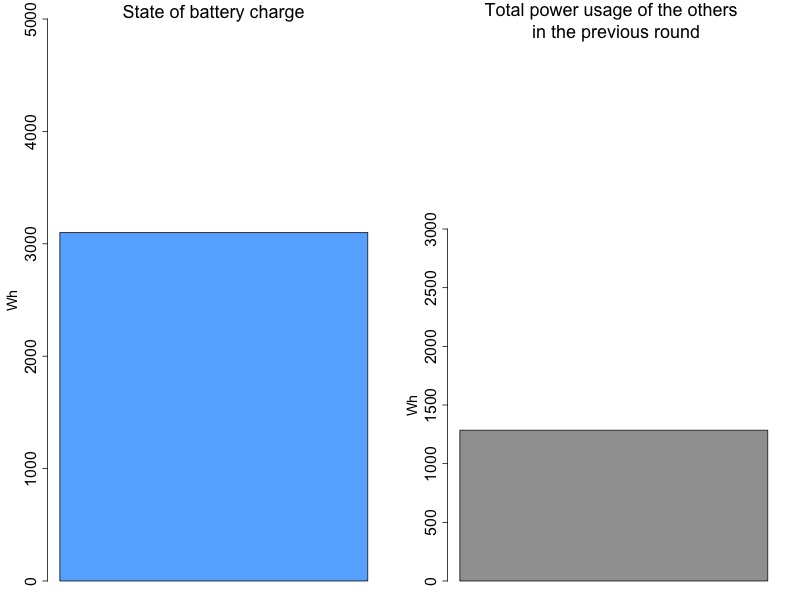 State of battery charge
5000
4000
3000
2000
1000
0
Wh
Total power usage of the others
in the previous round
3000
2500
2000
1500
1000
500
0
Wh